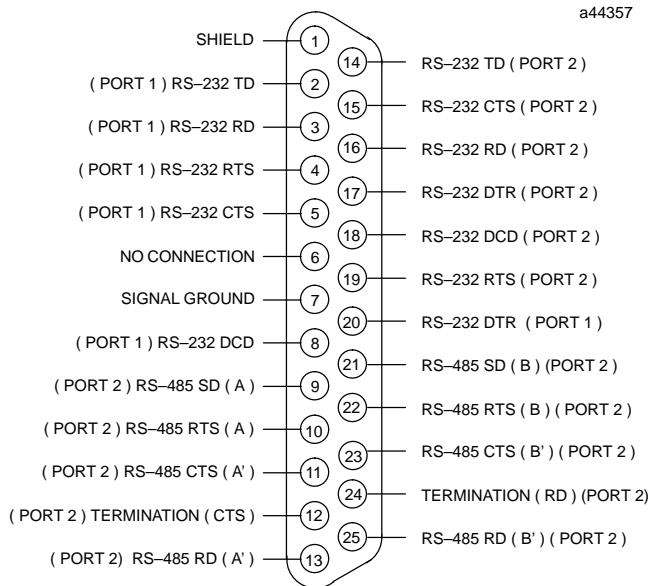 a44357
SHIELD 1
( PORT 1 ) RS–232 TD 2
( PORT 1 ) RS–232 RD 3
( PORT 1 ) RS–232 RTS 4
( PORT 1 ) RS–232 CTS 5
NO CONNECTION 6
SIGNAL GROUND 7
( PORT 1 ) RS–232 DCD 8
( PORT 2 ) RS–485 SD ( A ) 9
( PORT 2 ) RS–485 RTS ( A ) 10
( PORT 2 ) RS–485 CTS ( A' ) 11
( PORT 2 ) TERMINATION ( CTS ) 12
( PORT 2) RS–485 RD ( A' ) 13
14 RS–232 TD ( PORT 2 )
15 RS–232 CTS ( PORT 2 )
16 RS–232 RD ( PORT 2 )
17 RS–232 DTR ( PORT 2 )
18 RS–232 DCD ( PORT 2 )
19 RS–232 RTS ( PORT 2 )
20 RS–232 DTR ( PORT 1 )
21 RS–485 SD ( B ) (PORT 2 )
22 RS–485 RTS ( B ) ( PORT 2 )
23 RS–485 CTS ( B' ) ( PORT 2 )
24 TERMINATION ( RD ) (PORT 2)
25 RS–485 RD ( B' ) ( PORT 2 )